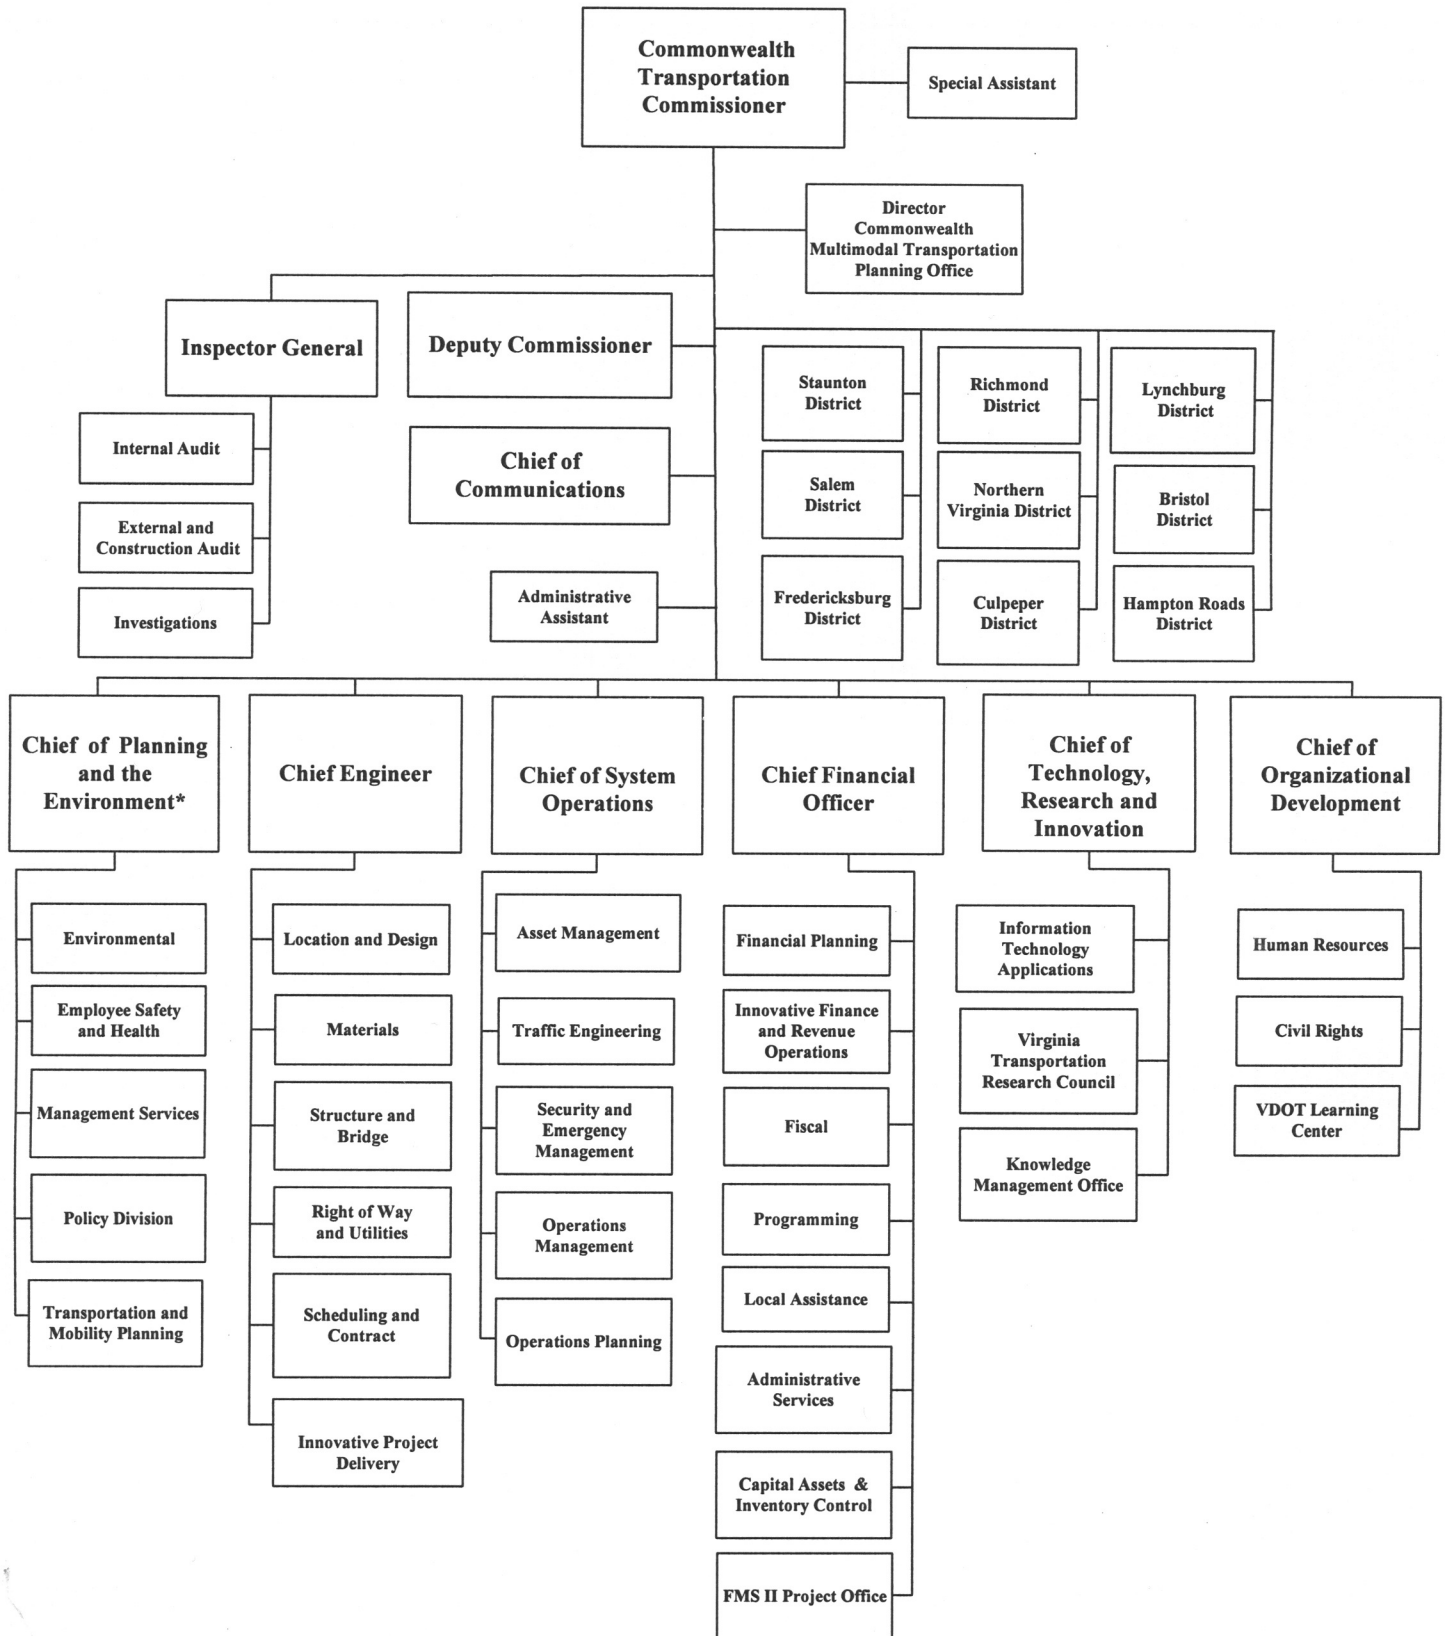 Commonwealth
Transportation
Commissioner
Special Assistant
Director
Commonwealth
Multimodal Transportation
Planning Office
Inspector General
Deputy Commissioner
Staunton
District
Richmond
District
Lynchburg
District
Internal Audit
Chief of
Communications
Salem
District
Northern
Virginia District
Bristol
District
External and
Construction Audit
Administrative
Assistant
Fredericksburg
District
Culpeper
District
Hampton Roads
District
Investigations
Chief of Planning
and the
Environment*
Chief Engineer
Chief of System
Operations
Chief Financial
Officer
Chief of
Technology,
Research and
Innovation
Chief of
Organizational
Development
Environmental
Employee Safety
and Health
Management Services
Policy Division
Transportation and
Mobility Planning
Location and Design
Materials
Structure and
Bridge
Right of Way
and Utilities
Scheduling and
Contract
Innovative Project
Delivery
Asset Management
Traffic Engineering
Security and
Emergency
Management
Operations
Management
Operations Planning
Financial Planning
Innovative Finance
and Revenue
Operations
Fiscal
Programming
Local Assistance
Administrative
Services
Capital Assets &
Inventory Control
FMS II Project Office
Information
Technology
Applications
Virginia
Transportation
Research Council
Knowledge
Management Office
Human Resources
Civil Rights
VDOT Learning
Center